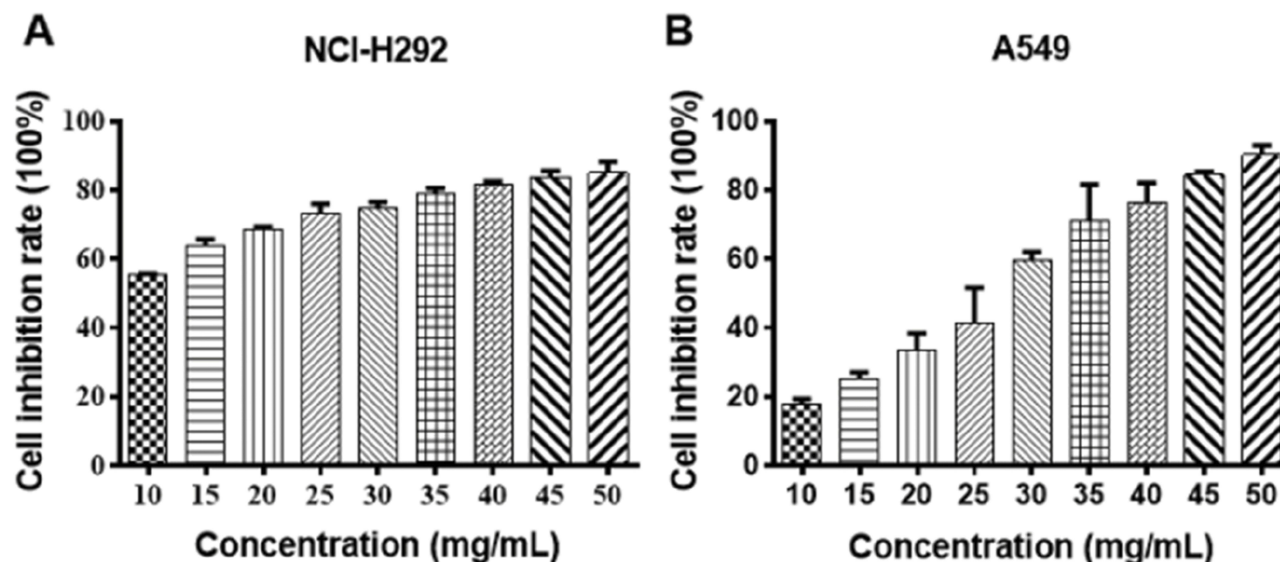 A
NCI-H292
Cell inhibition rate (100%)
100
80
60
40
20
0
10 15 20 25 30 35 40 45 50
Concentration (mg/mL)
B
A549
Cell inhibition rate (100%)
100
80
60
40
20
0
10 15 20 25 30 35 40 45 50
Concentration (mg/mL)